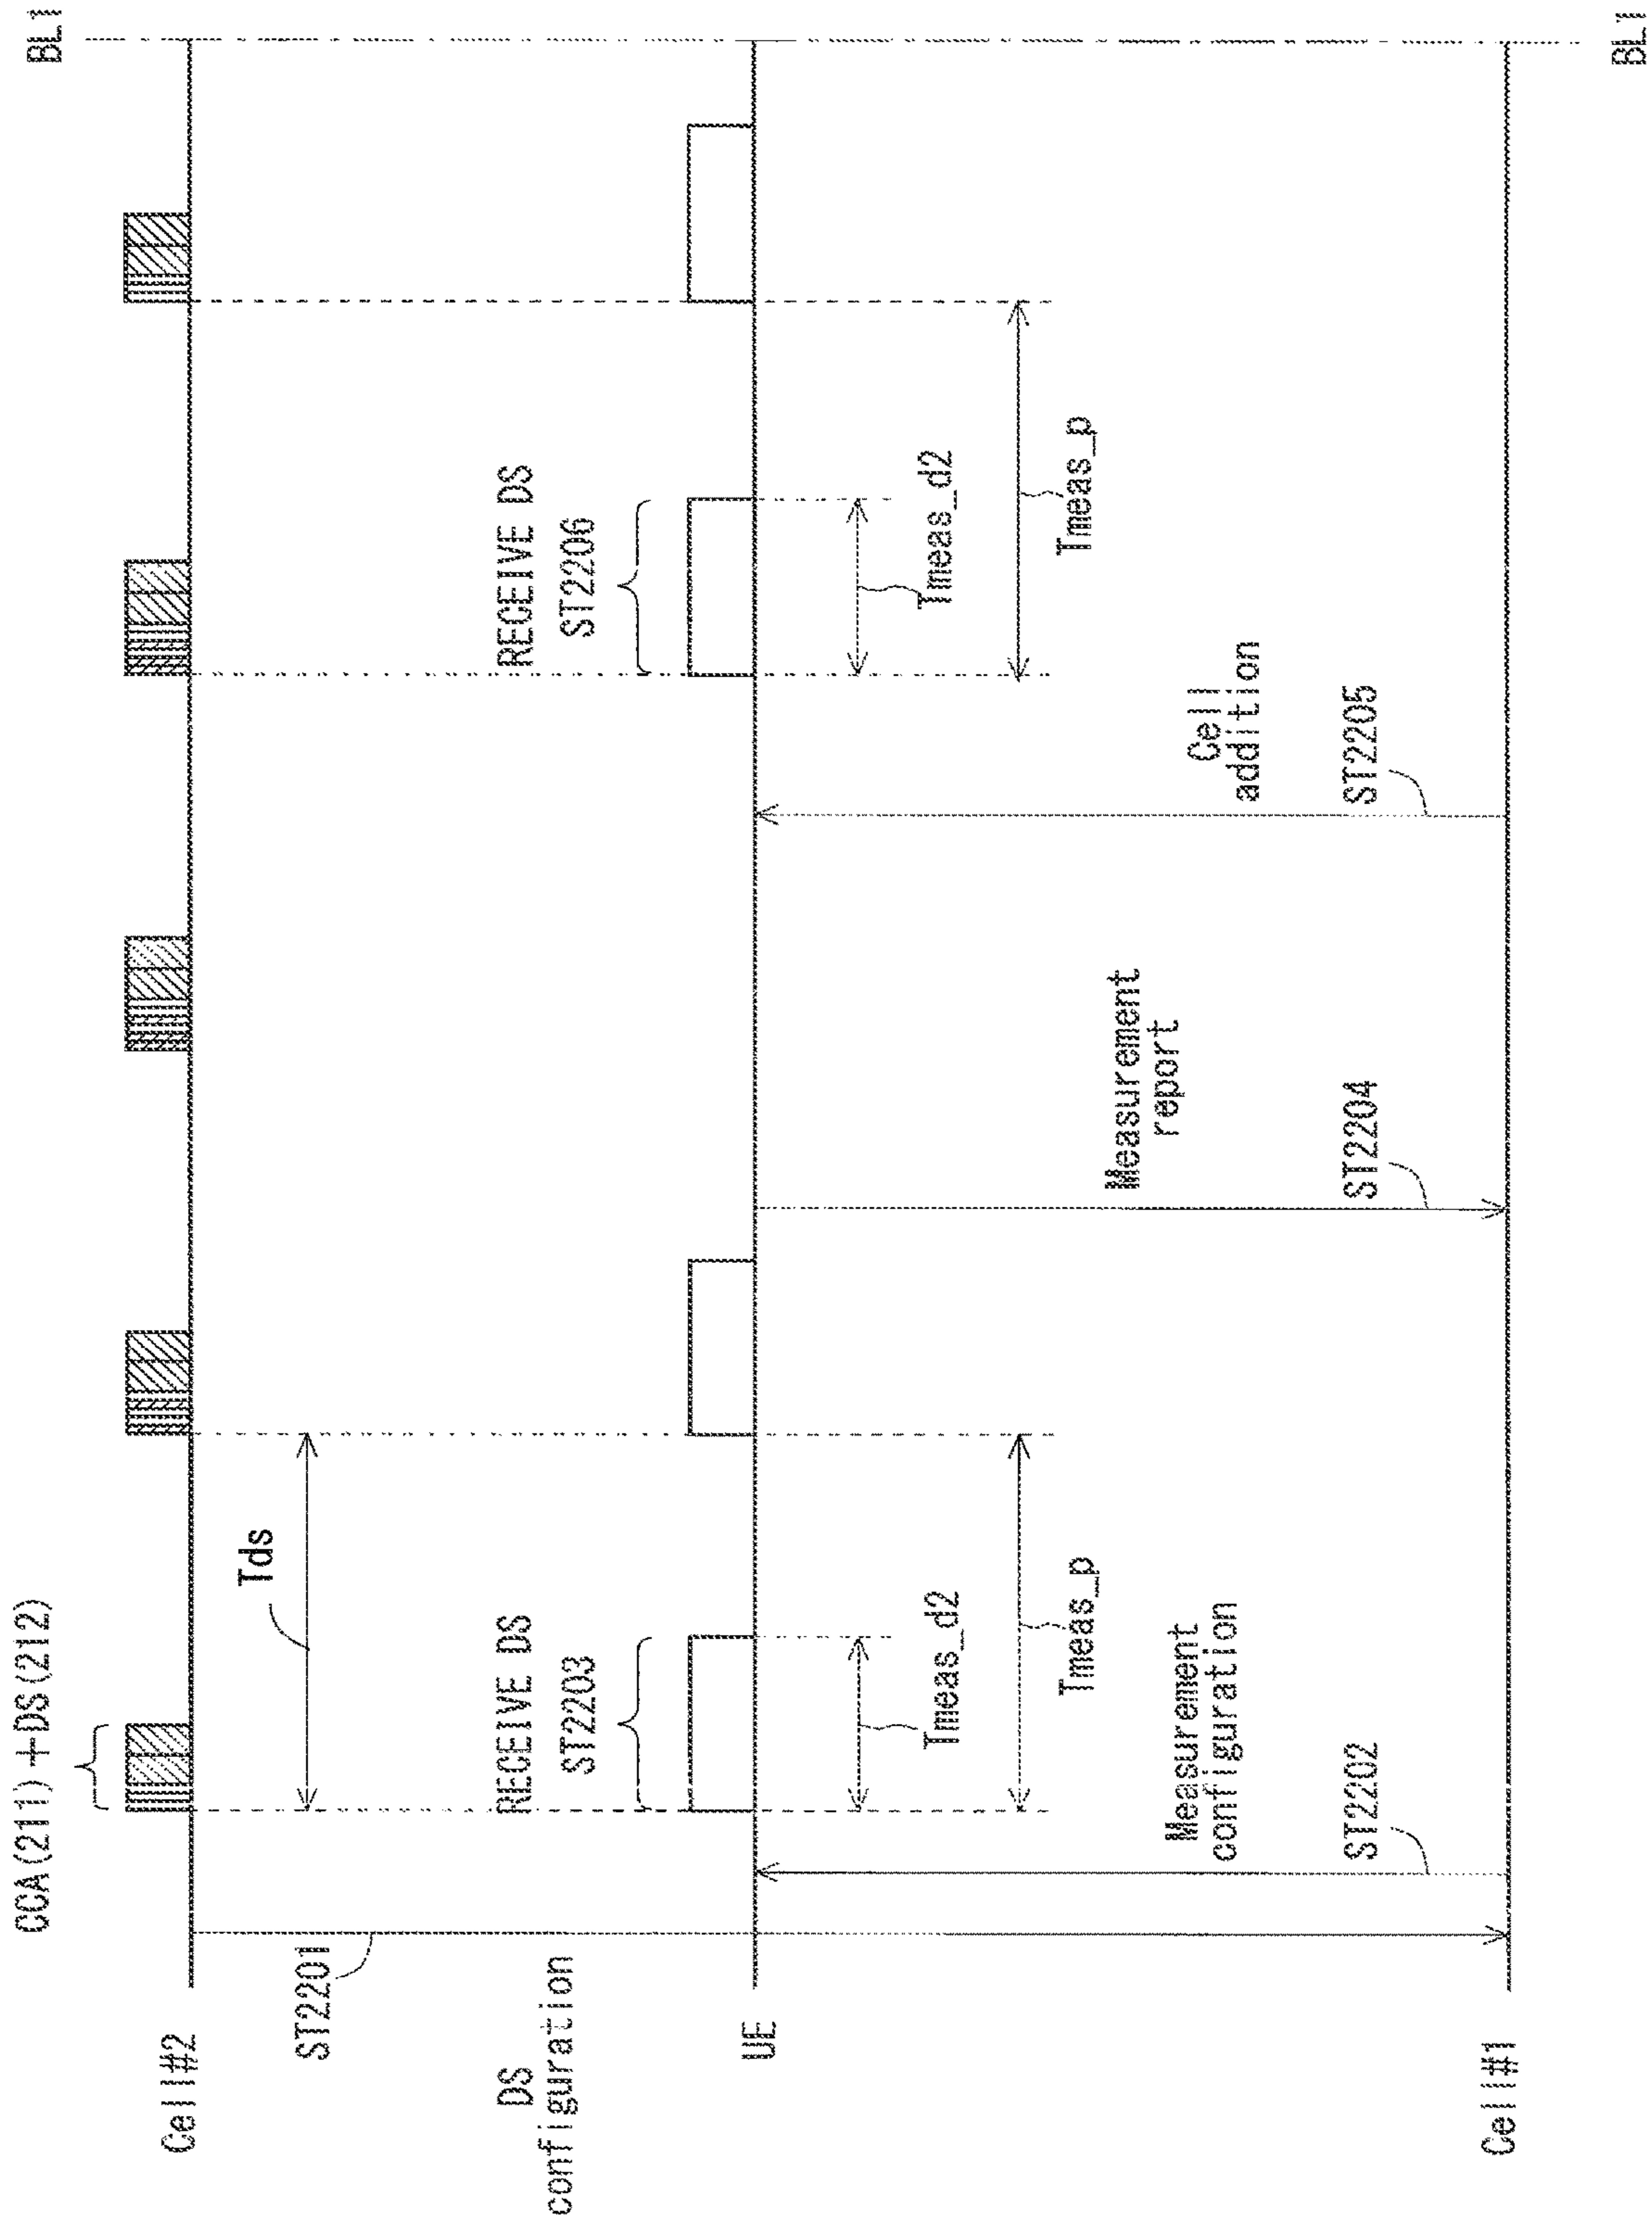 CCA(211)+DS(212)
BL1
Cell#2
ST2201
DS
configuration
Tds
RECEIVE DS
ST2203
RECEIVE DS
ST2206
UE
Tmeas_d2
Tmeas_d2
Tmeas_p
Tmeas_p
Measurement
configuration
ST2202
Measurement
report
ST2204
Cell
addition
ST2205
Cell#1
BL1